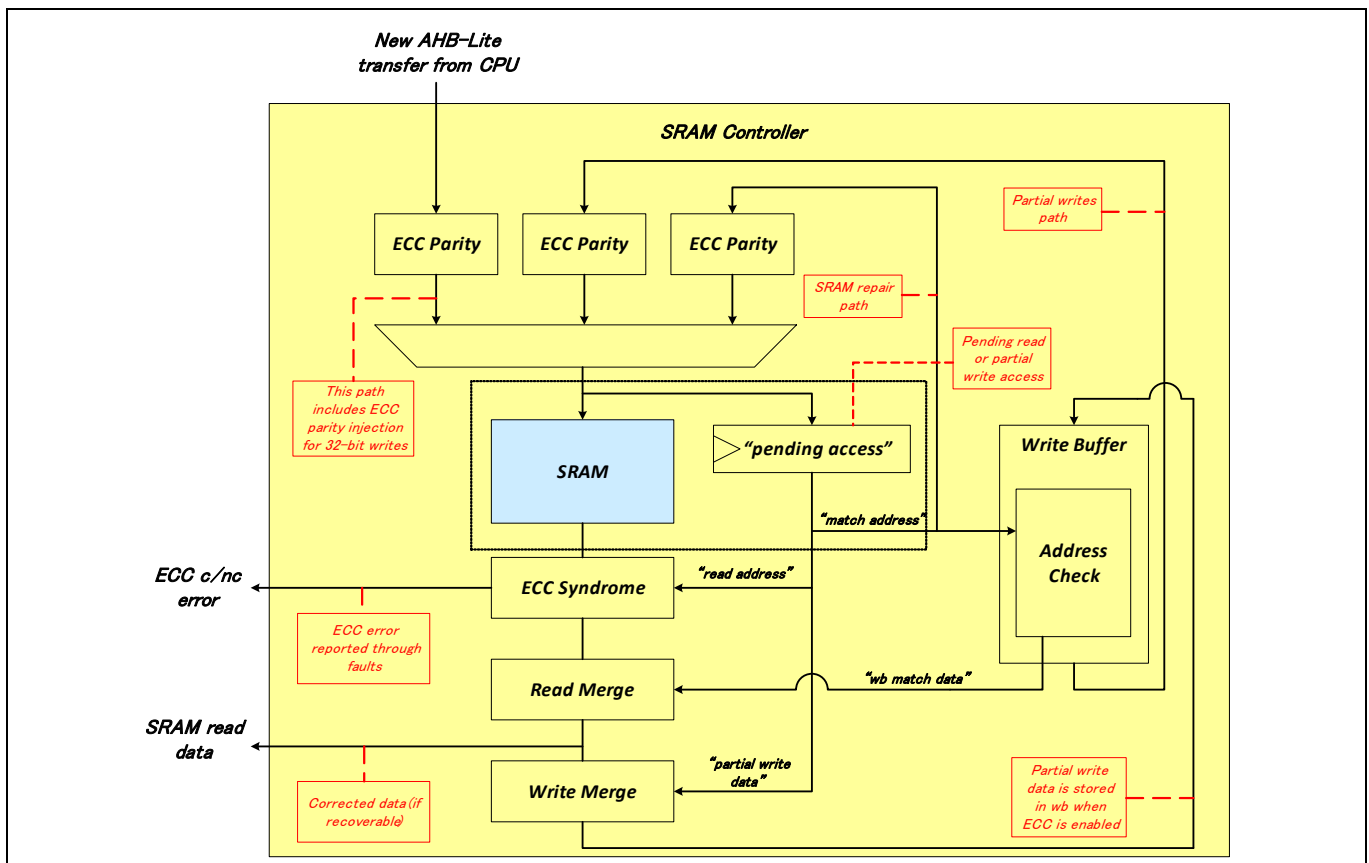 New AHB-Lite
transfer from CPU
SRAM Controller
ECC Parity
ECC Parity
ECC Parity
Partial writes
path
SRAM repair
path
Pending read
or partial
write access
This path
includes ECC
parity injection
for 32-bit writes
SRAM
"pending access"
Write Buffer
"match address"
Address
Check
ECC c/nc
error
ECC Syndrome
"read address"
ECC error
reported through
faults
Read Merge
"wb match data"
SRAM read
data
Corrected data (if
recoverable)
Write Merge
"partial write
data"
Partial write
data is stored
in wb when
ECC is enabled